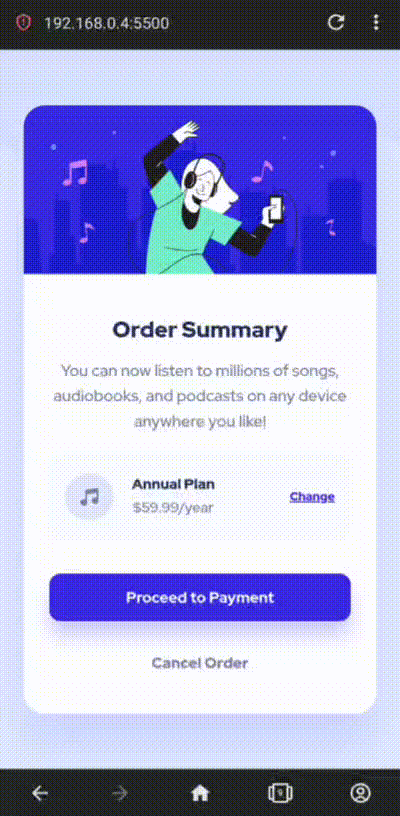 192.168.0.4:5500
Order Summary
You can now listen to millions of songs,
audiobooks, and podcasts on any device
anywhere you like!
Annual Plan
$59.99/year
Change
Proceed to Payment
Cancel Order